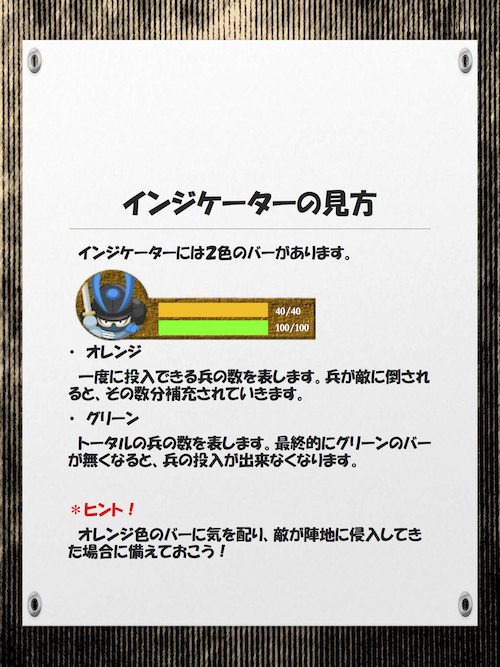 インジケーターの見方
インジケーターには2色のバーがあります。
40/40
100/100
・ オレンジ
一度に投入できる兵の数を表します。兵が敵に倒され
ると、その数分補充されていきます。
・ グリーン
トータルの兵の数を表します。最終的にグリーンのバー
が無くなると、兵の投入が出来なくなります。
＊ヒント！
オレンジ色のバーに気を配り、敵が陣地に侵入してき
た場合に備えておこう！